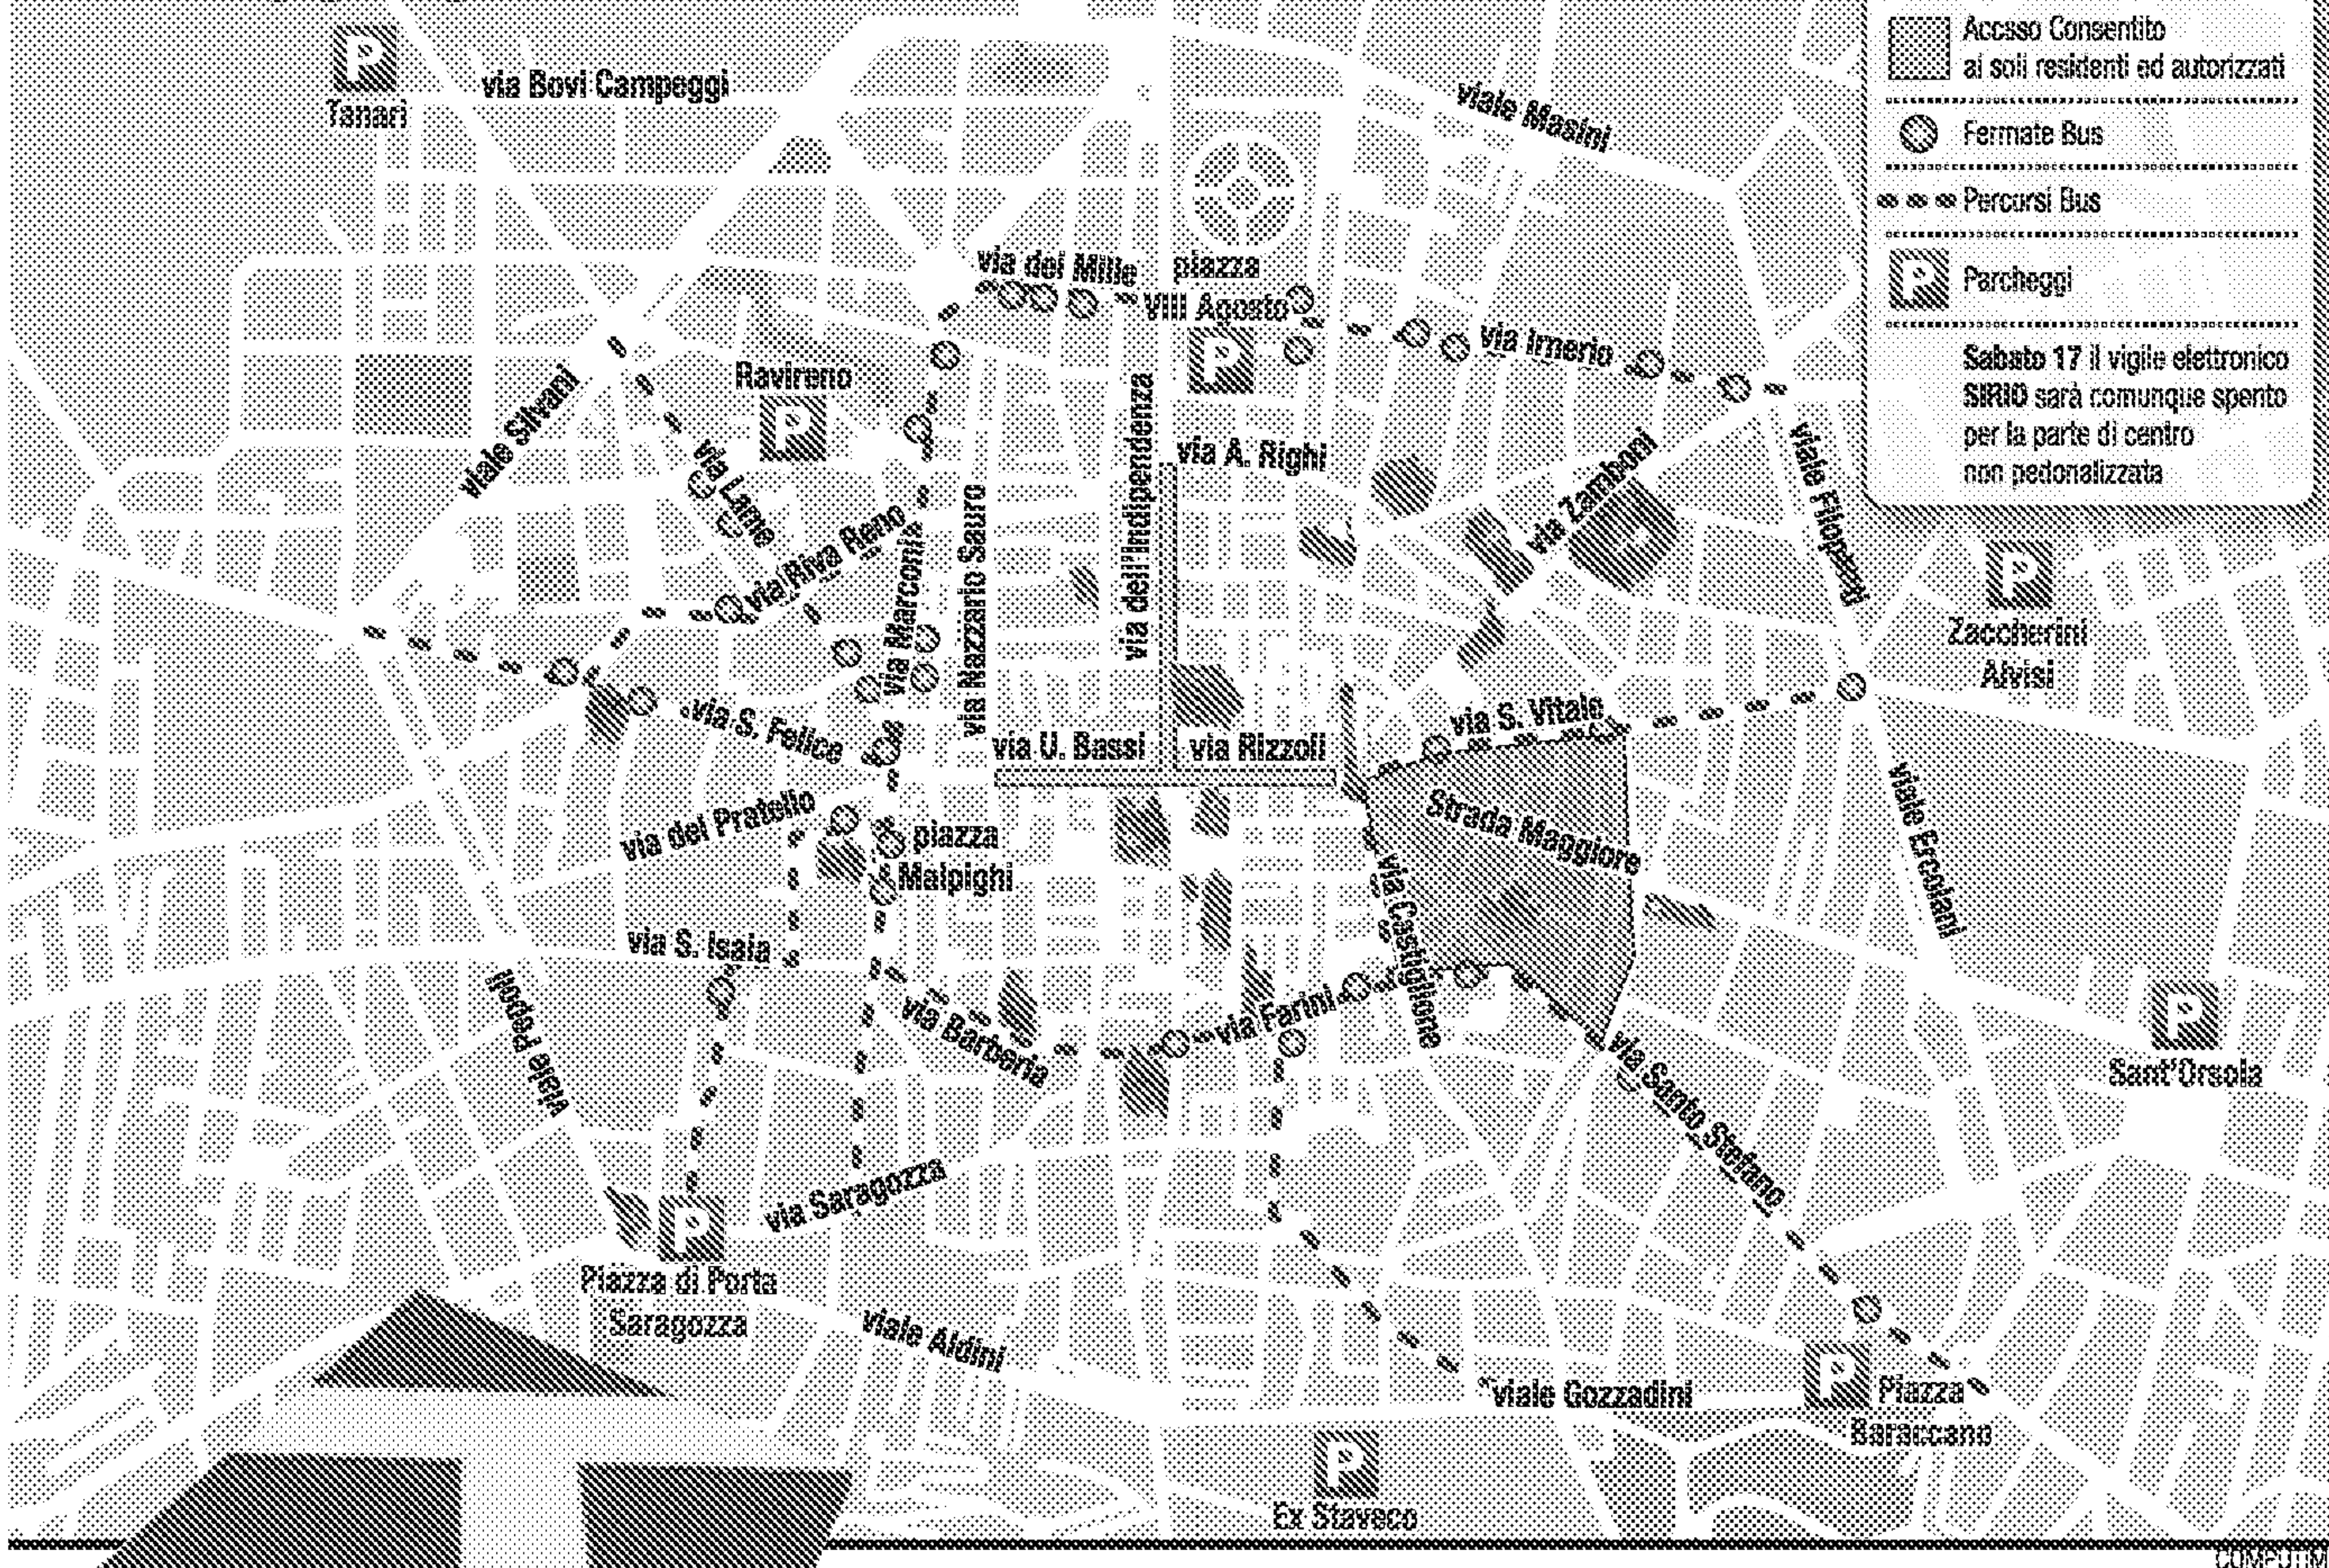 P
Tanari
via Bovi Campeggi
viale Masini
Accsso Consentito
ai soli residenti ed autorizzati
Fermate Bus
Percorsi Bus
P
Parcheggi
Sabato 17 il vigile elettronico
SIRIO sarà comunque spento
per la parte di centro
non pedonalizzata
via dei Mille
piazza
VIII Agosto
P
via Irnerio
Ravireno
P
viale Silvani
via Lame
via Riva Reno
via Marconi
via Nazzario Sauro
via dell'Indipendenza
via A. Righi
via Zamboni
viale Filopanti
P
Zaccherini
Alvisi
via S. Felice
via U. Bassi
via Rizzoli
via S. Vitale
Strada Maggiore
viale Ercolani
via del Pratello
piazza
Malpighi
via Castiglione
via S. Isaia
viale Pepoli
via Barberia
via Farini
via Santo Stefano
P
Sant'Orsola
via Saragozza
P
Piazza di Porta
Saragozza
viale Aldini
viale Gozzadini
P
Piazza
Baraccano
P
Ex Staveco